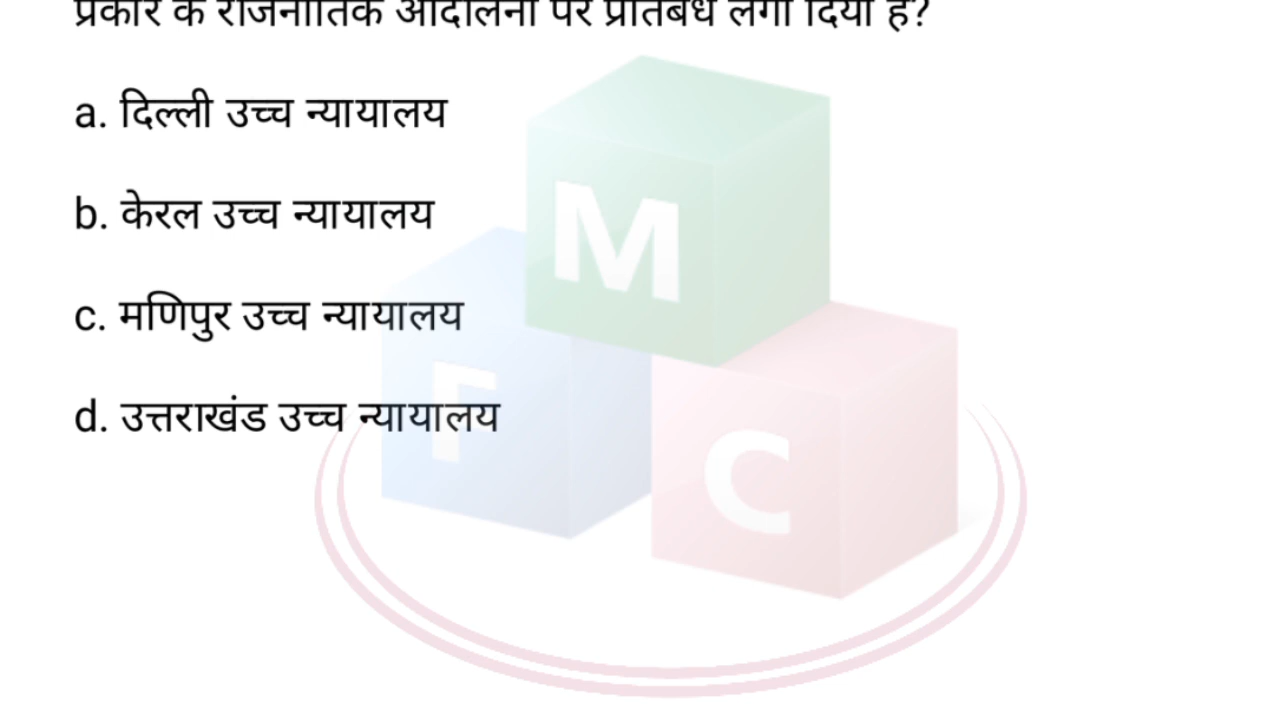 प्रकार के राजनीतिक आंदोलनों पर प्रतिबंध लगा दिया है?
a. दिल्ली उच्च न्यायालय
b. केरल उच्च न्यायालय
c. मणिपुर उच्च न्यायालय
d. उत्तराखंड उच्च न्यायालय
M
F
C